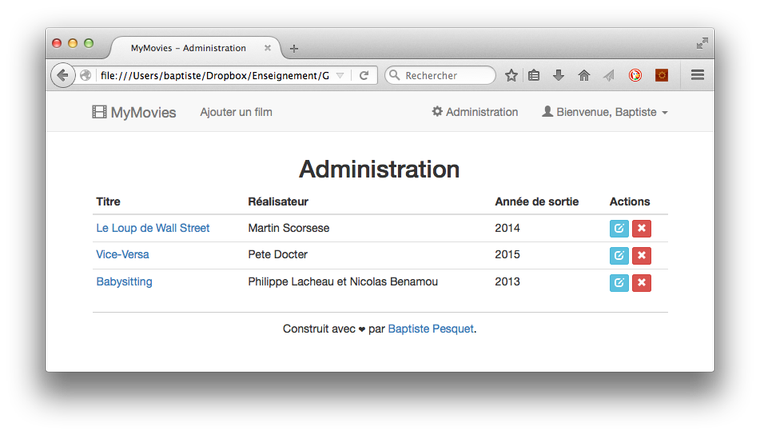 MyMovies – Administration
file:///Users/baptiste/Dropbox/Enseignement/G
Rechercher
MyMovies Ajouter un film Administration Bienvenue, Baptiste
Administration
Titre Réalisateur Année de sortie Actions
Le Loup de Wall Street Martin Scorsese 2014
Vice-Versa Pete Docter 2015
Babysitting Philippe Lacheau et Nicolas Benamou 2013
Construit avec ❤ par Baptiste Pesquet.